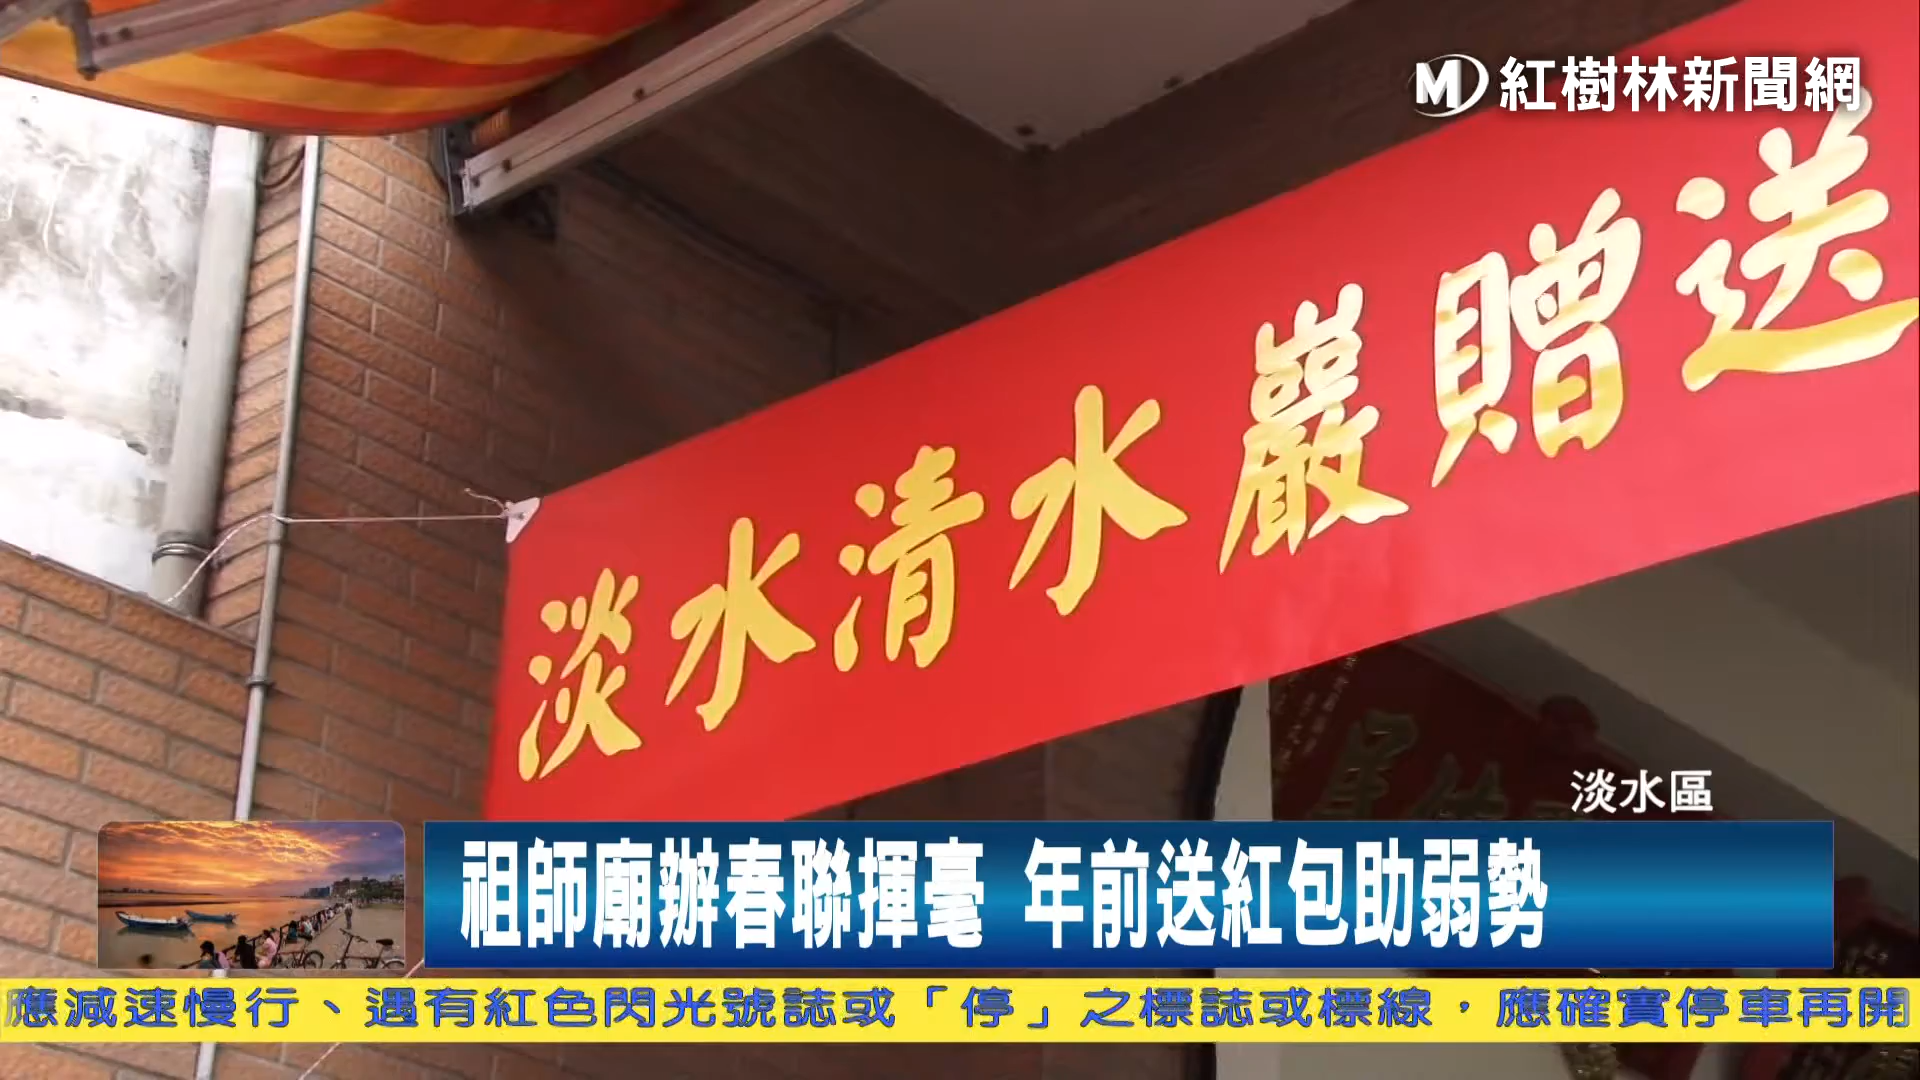 紅樹林新聞網
淡水清水巖贈送
淡水區
祖師廟辦春聯揮毫 年前送紅包助弱勢
應減速慢行、遇有紅色閃光號誌或「停」之標誌或標線，應確實停車再開